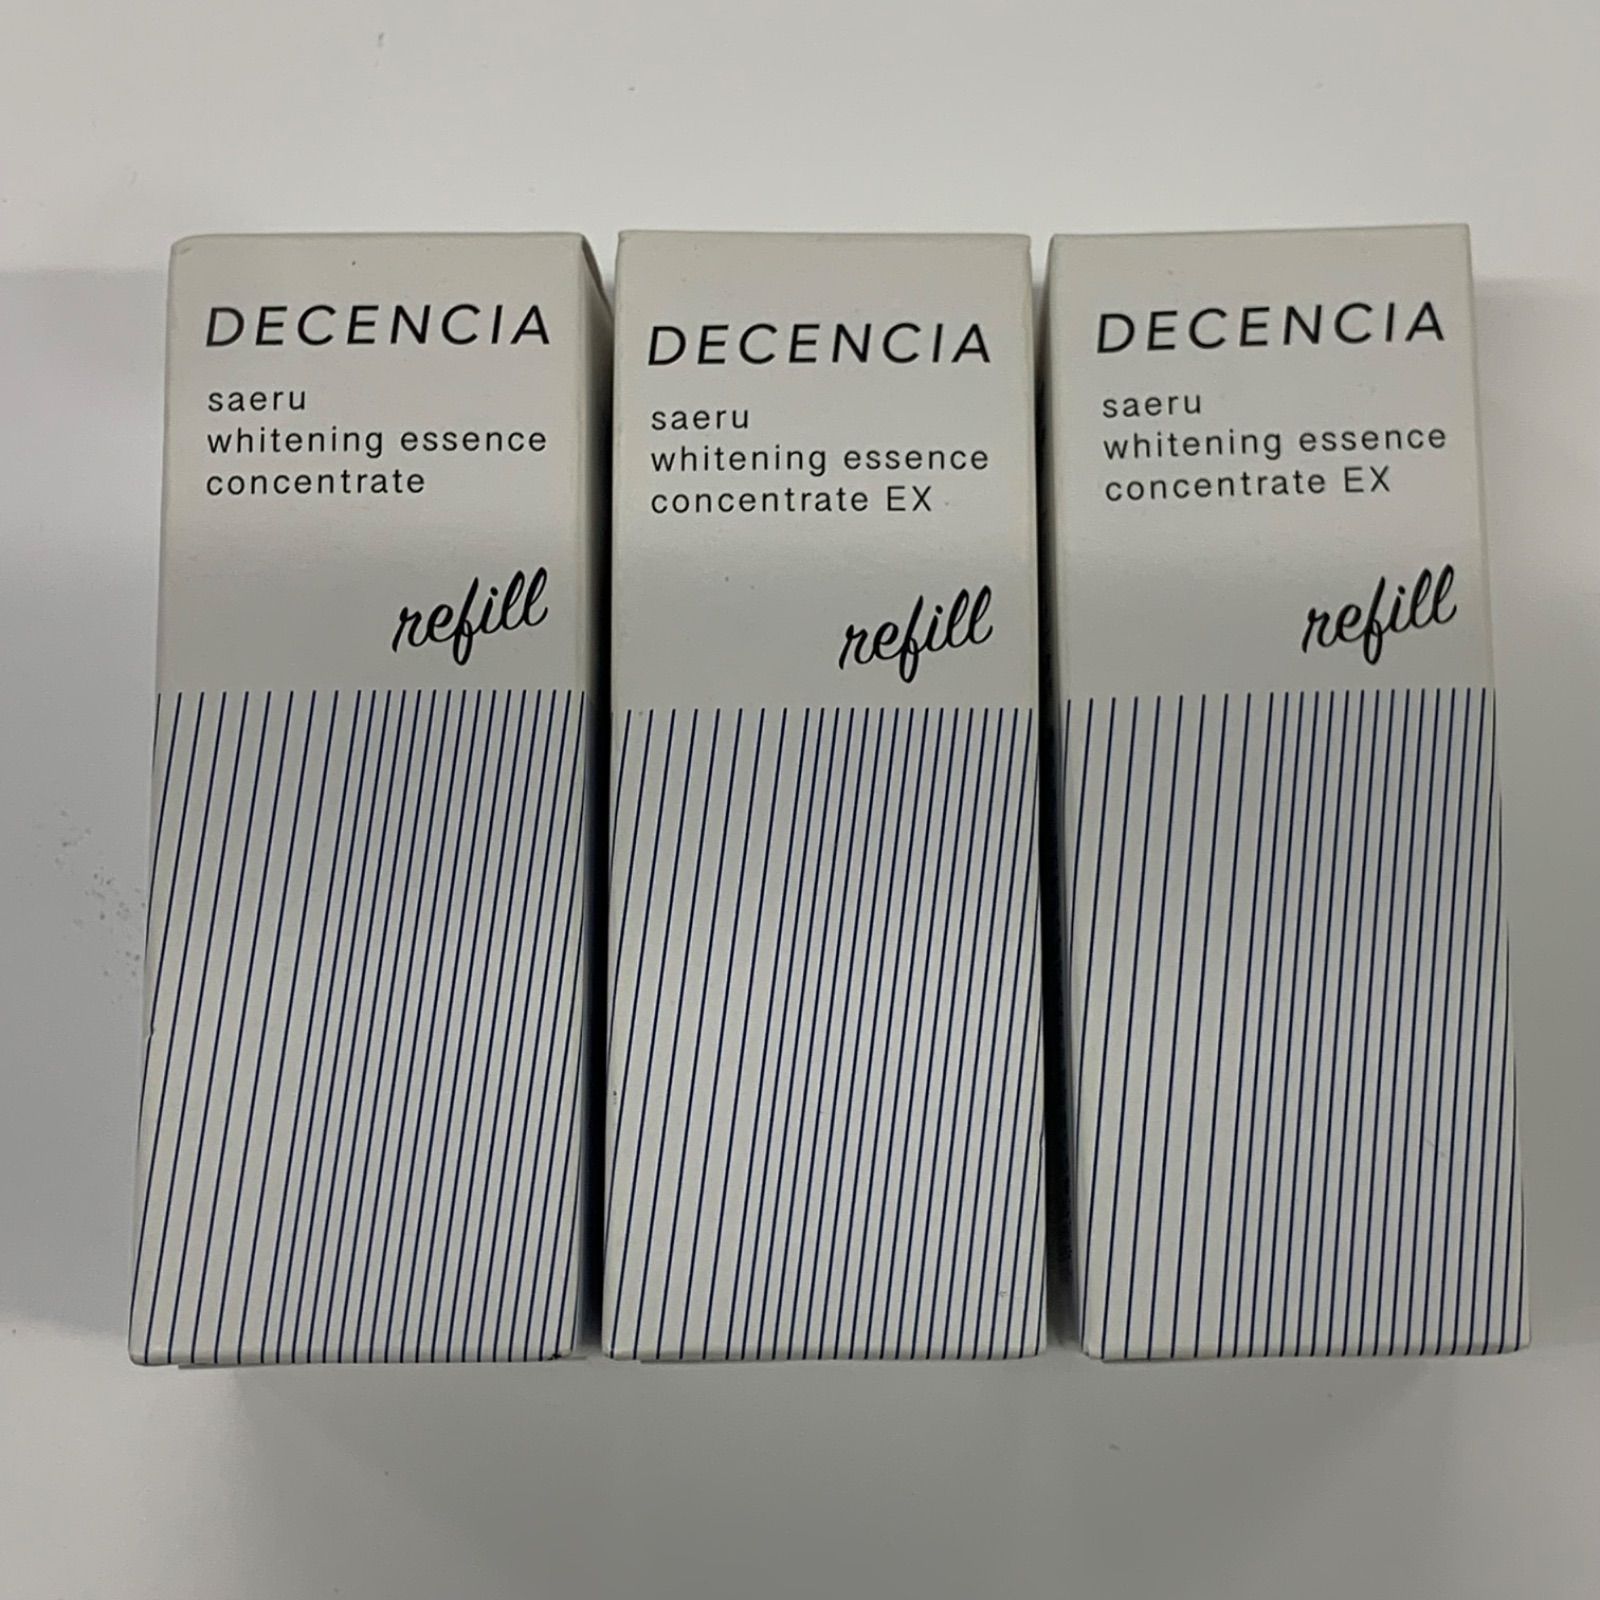 DECENCIA
saeru
whitening essence
concentrate
refill
DECENCIA
saeru
whitening essence
concentrate EX
refill
DECENCIA
saeru
whitening essence
concentrate EX
refill